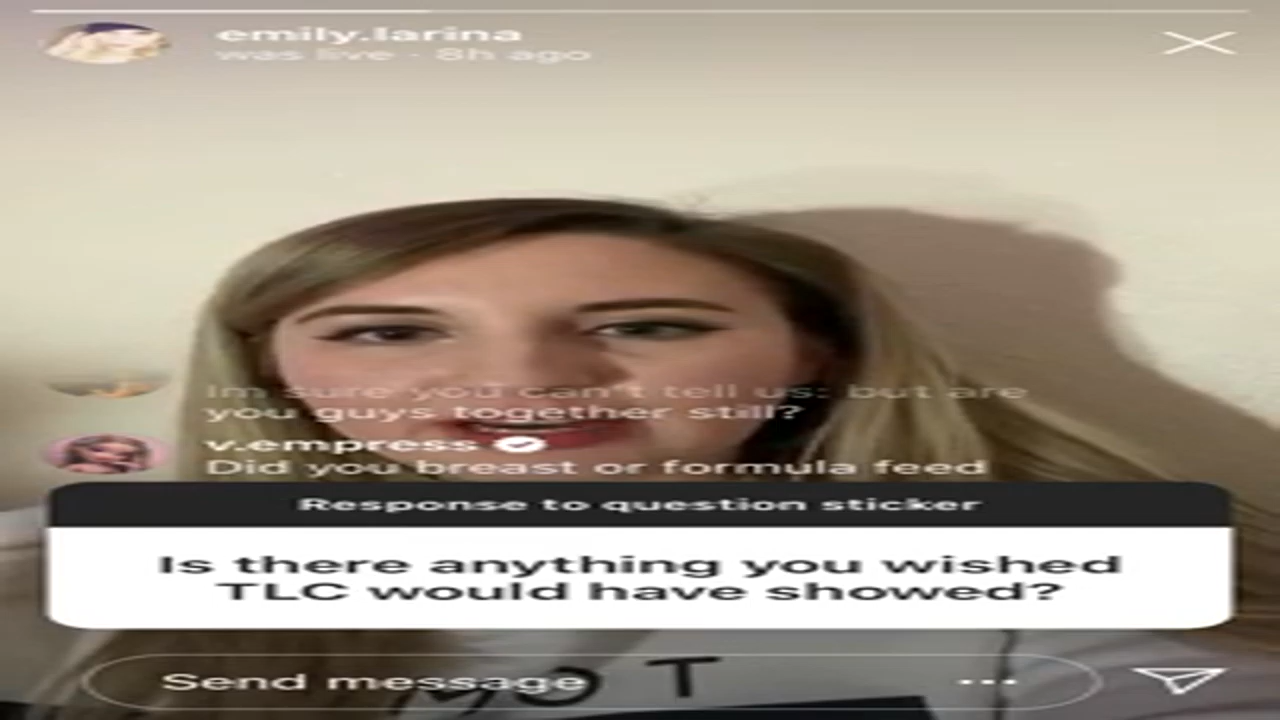 emily.larina
was live · 8h ago
Im sure you can't tell us: but are
you guys together still?
v.empress
Did you breast or formula feed
Response to question sticker
Is there anything you wished
TLC would have showed?
Send message
OT